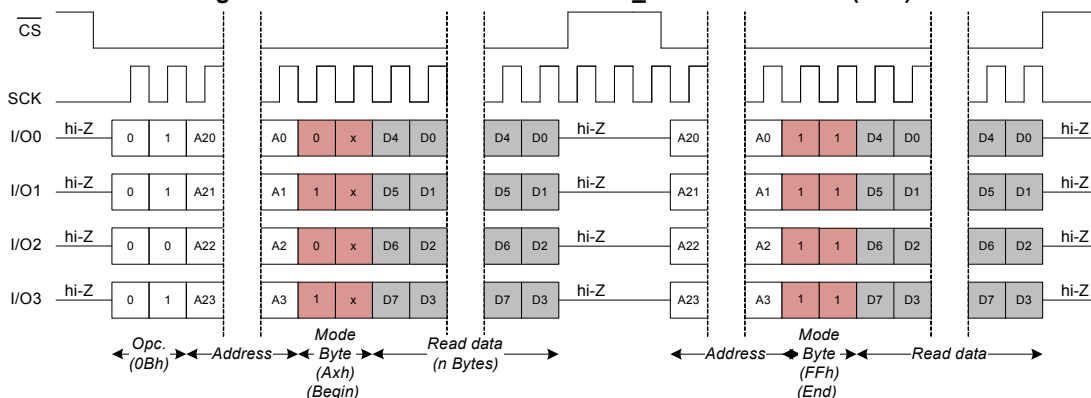 CS
SCK
I/O0 hi-Z 0 1 A20 A0 0 x D4 D0 D4 D0 hi-Z A20 A0 1 1 D4 D0 D4 D0 hi-Z
I/O1 hi-Z 0 1 A21 A1 1 x D5 D1 D5 D1 A21 A1 1 1 D5 D1 D5 D1 hi-Z
I/O2 hi-Z 0 0 A22 A2 0 x D6 D2 D6 D2 A22 A2 1 1 D6 D2 D6 D2 hi-Z
I/O3 hi-Z 0 1 A23 A3 1 x D7 D3 D7 D3 hi-Z A23 A3 1 1 D7 D3 D7 D3 hi-Z
Opc. Address Mode Read data Address Mode Read data
(0Bh) Byte (n Bytes) Byte
(Axh) (FFh)
(Begin) (End)